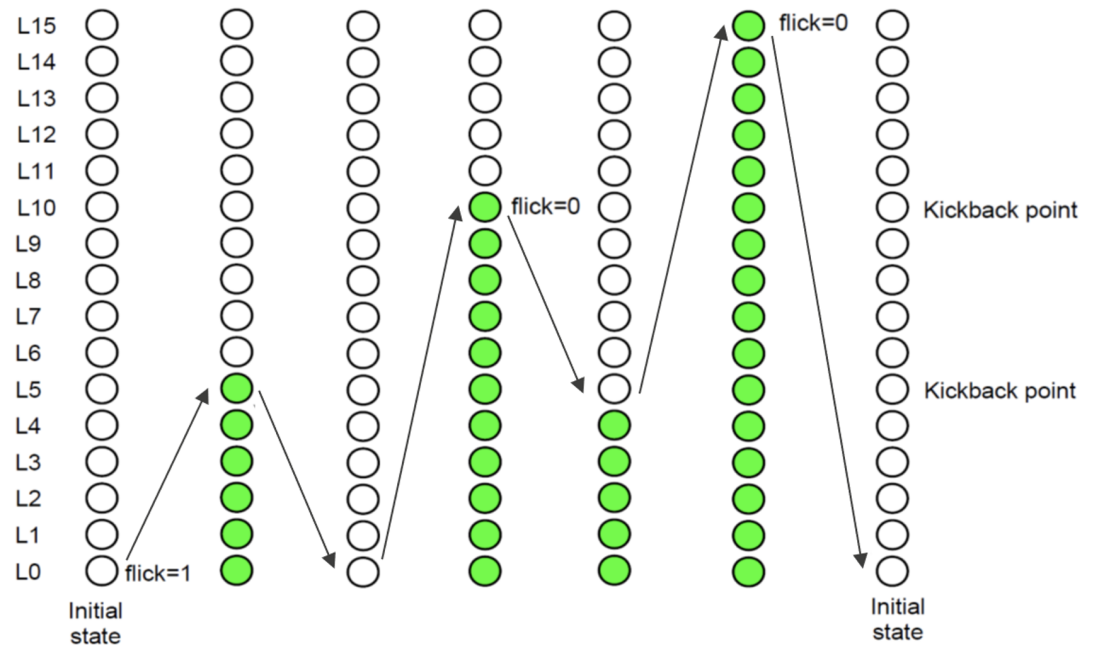 L15
flick=0
L14
L13
L12
L11
L10
flick=0
Kickback point
L9
L8
L7
L6
L5
Kickback point
L4
L3
L2
L1
L0
flick=1
Initial
state
Initial
state